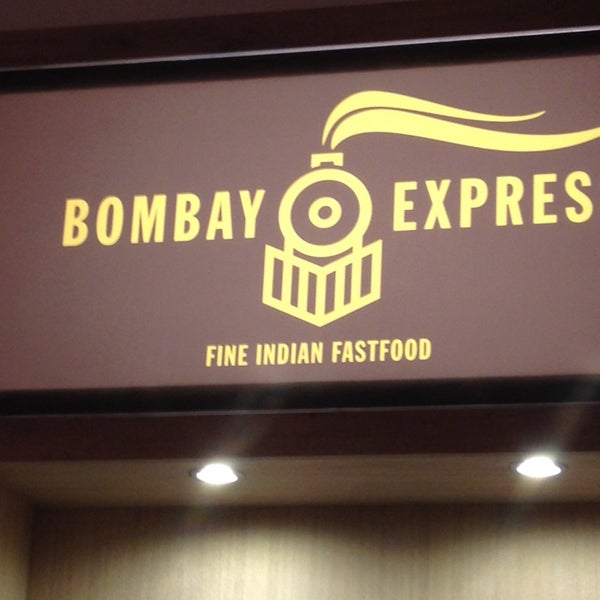 BOMBAY EXPRES
FINE INDIAN FASTFOOD